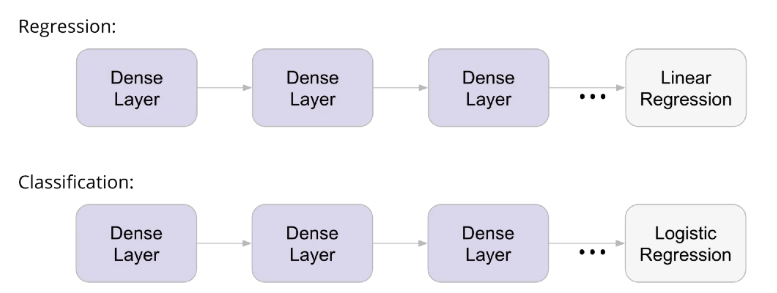 Regression:
Dense
Layer
Dense
Layer
Dense
Layer
...
Linear
Regression
Classification:
Dense
Layer
Dense
Layer
Dense
Layer
...
Logistic
Regression